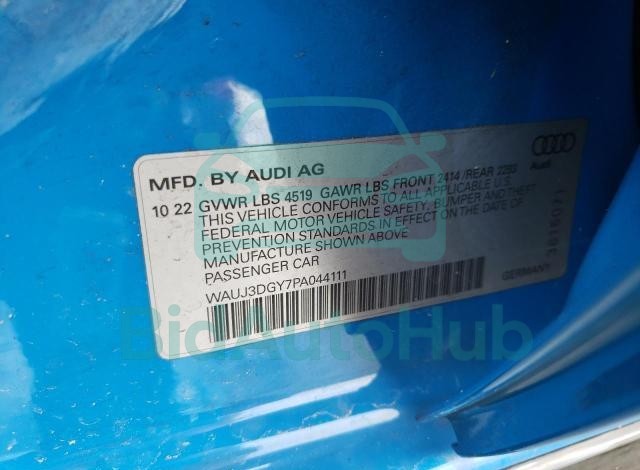 MFD. BY AUDI AG
Audi
10 22 GVWR LBS 4519 GAWR LBS FRONT 2414 /REAR 2293
THIS VEHICLE CONFORMS TO ALL APPLICABLE U.S.
FEDERAL MOTOR VEHICLE SAFETY, BUMPER, AND THEFT
PREVENTION STANDARDS IN EFFECT ON THE DATE OF
MANUFACTURE SHOWN ABOVE
PASSENGER CAR
WAUJ3DGY7PA044111
GERMANY
BidAutoHub